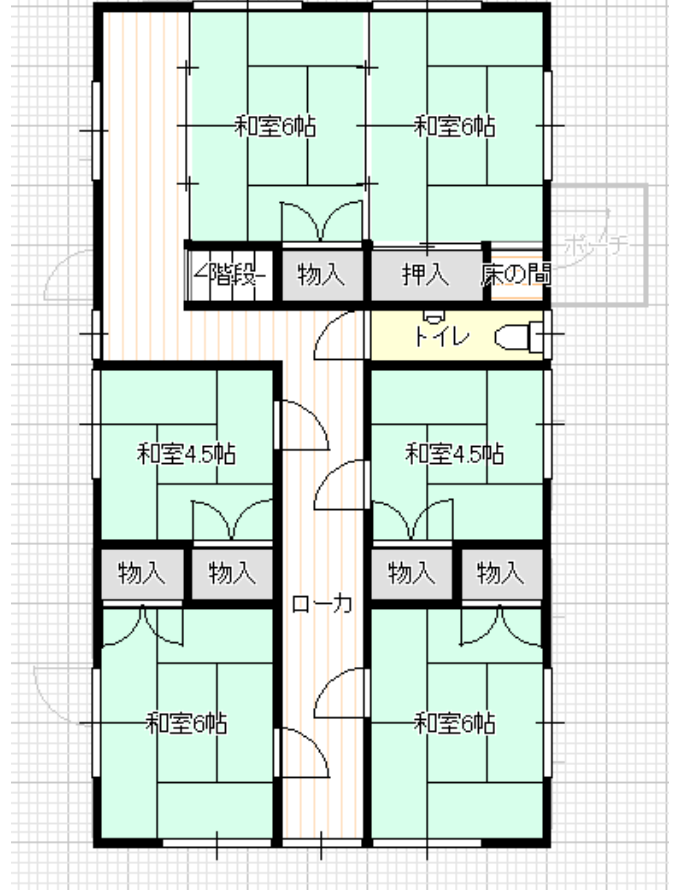 和室6帖
和室6帖
ポーチ
階段
物入
押入
床の間
トイレ
和室4.5帖
和室4.5帖
物入
物入
物入
物入
ローカ
和室6帖
和室6帖